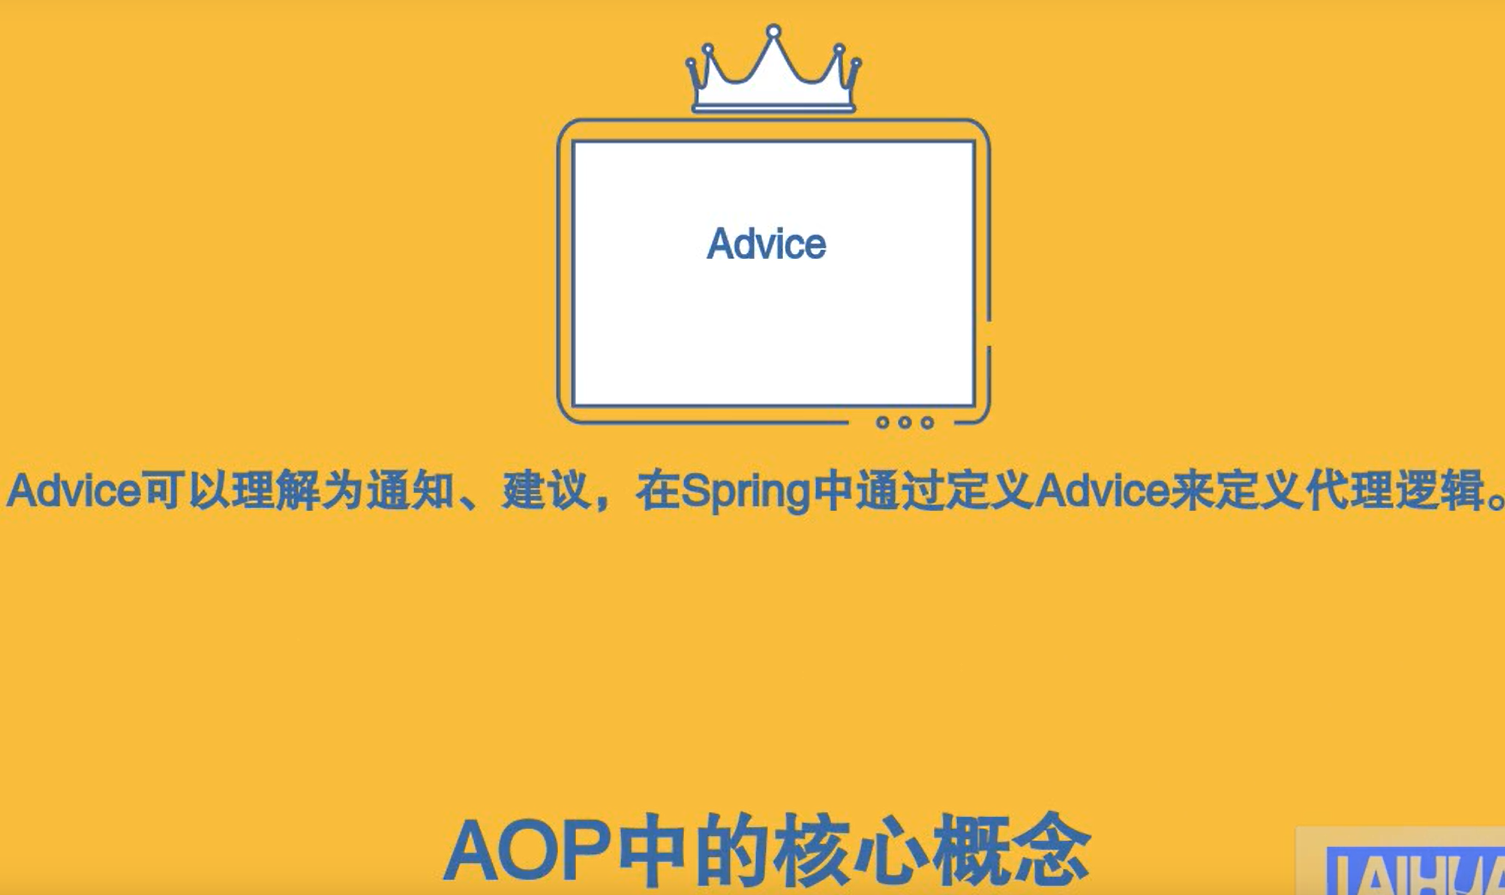 Advice
Advice可以理解为通知、建议，在Spring中通过定义Advice来定义代理逻辑。
AOP中的核心概念
LAIHUA